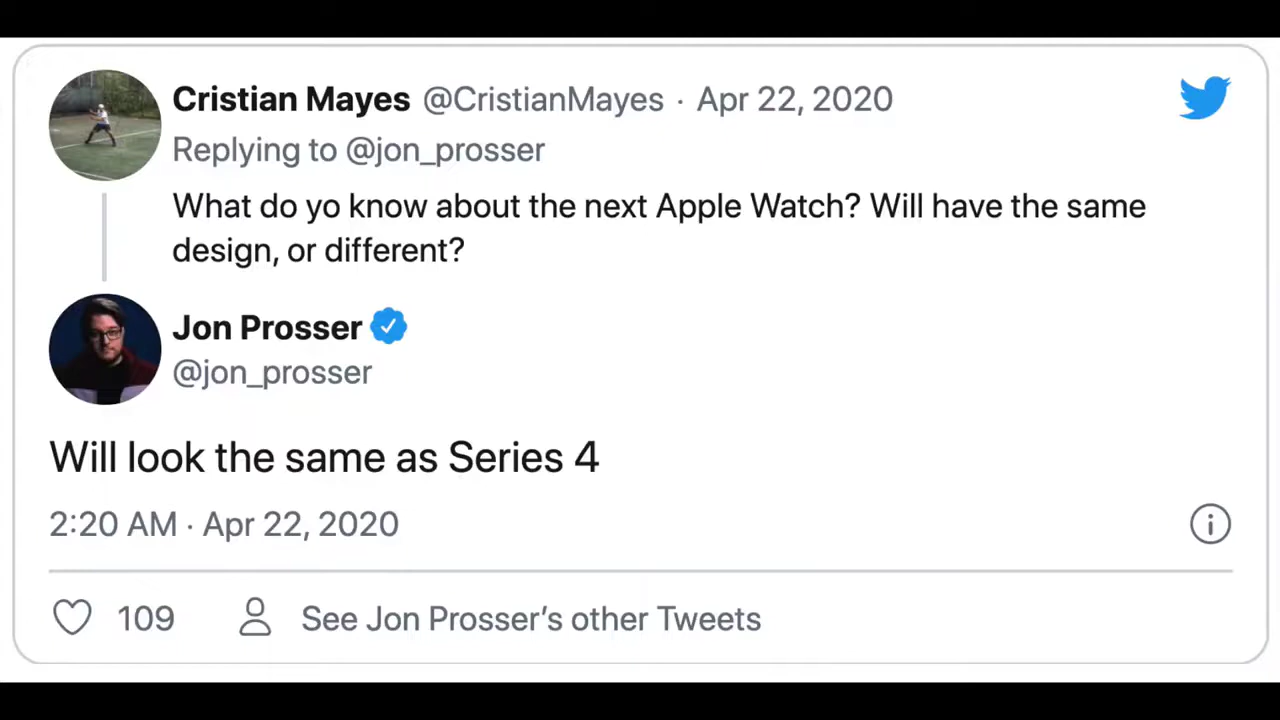 Cristian Mayes @CristianMayes · Apr 22, 2020
Replying to @jon_prosser
What do yo know about the next Apple Watch? Will have the same
design, or different?
Jon Prosser
@jon_prosser
Will look the same as Series 4
2:20 AM · Apr 22, 2020
109 See Jon Prosser’s other Tweets